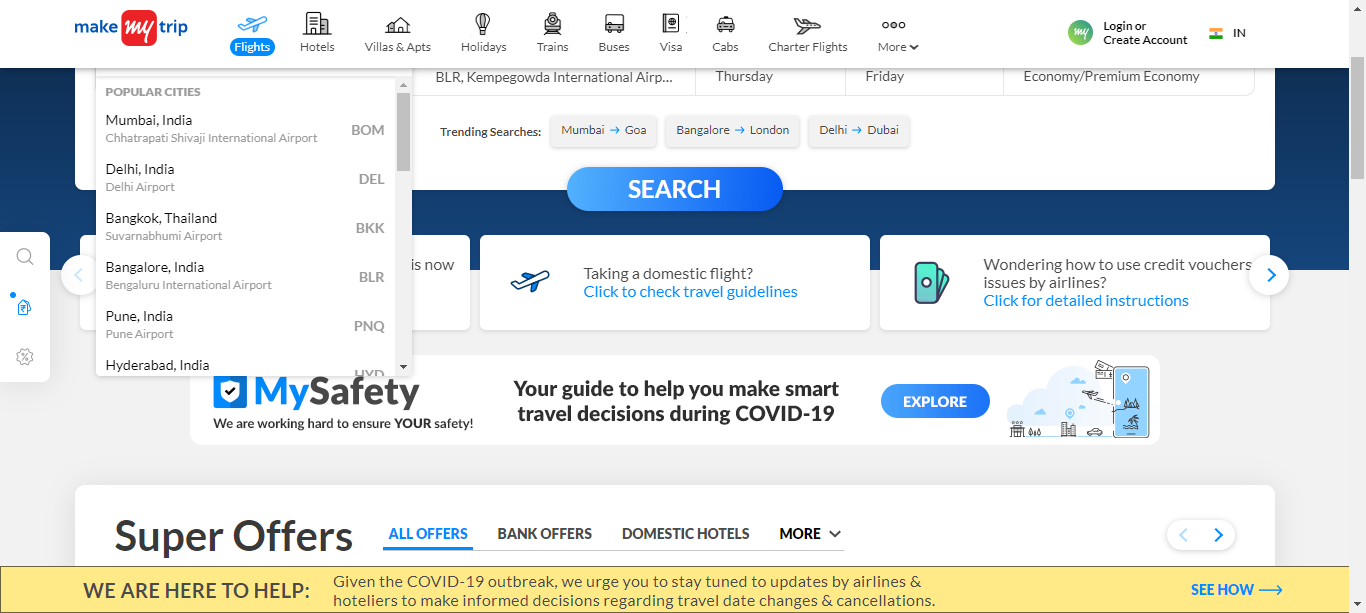 make my trip
Flights
Hotels
Villas & Apts
Holidays
Trains
Buses
Visa
Cabs
Charter Flights
More
Login or
Create Account
my
IN
BLR, Kempegowda International Airp...
Thursday
Friday
Economy/Premium Economy
POPULAR CITIES
Mumbai, India
Chhatrapati Shivaji International Airport
BOM
Delhi, India
Delhi Airport
DEL
Bangkok, Thailand
Suvarnabhumi Airport
BKK
Bangalore, India
Bengaluru International Airport
BLR
Pune, India
Pune Airport
PNQ
Hyderabad, India
HYD
Trending Searches:
Mumbai → Goa
Bangalore → London
Delhi → Dubai
SEARCH
is now
Taking a domestic flight?
Click to check travel guidelines
Wondering how to use credit vouchers
issues by airlines?
Click for detailed instructions
MySafety
We are working hard to ensure YOUR safety!
Your guide to help you make smart
travel decisions during COVID-19
EXPLORE
Super Offers
ALL OFFERS
BANK OFFERS
DOMESTIC HOTELS
MORE
WE ARE HERE TO HELP:
Given the COVID-19 outbreak, we urge you to stay tuned to updates by airlines &
hoteliers to make informed decisions regarding travel date changes & cancellations.
SEE HOW